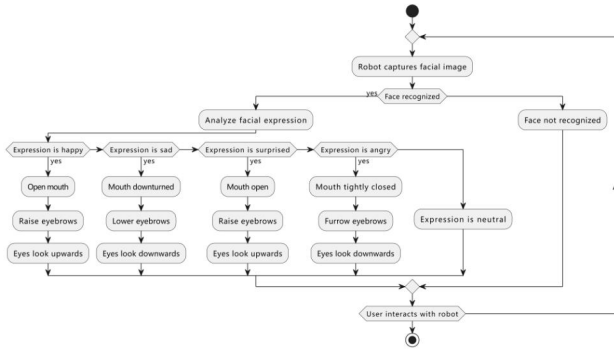 Robot captures facial image
yes
Face recognized
Analyze facial expression
Face not recognized
Expression is happy
Expression is sad
Expression is surprised
Expression is angry
yes
yes
yes
yes
Open mouth
Mouth downturned
Mouth open
Mouth tightly closed
Raise eyebrows
Lower eyebrows
Raise eyebrows
Furrow eyebrows
Expression is neutral
Eyes look upwards
Eyes look downwards
Eyes look upwards
Eyes look downwards
User interacts with robot